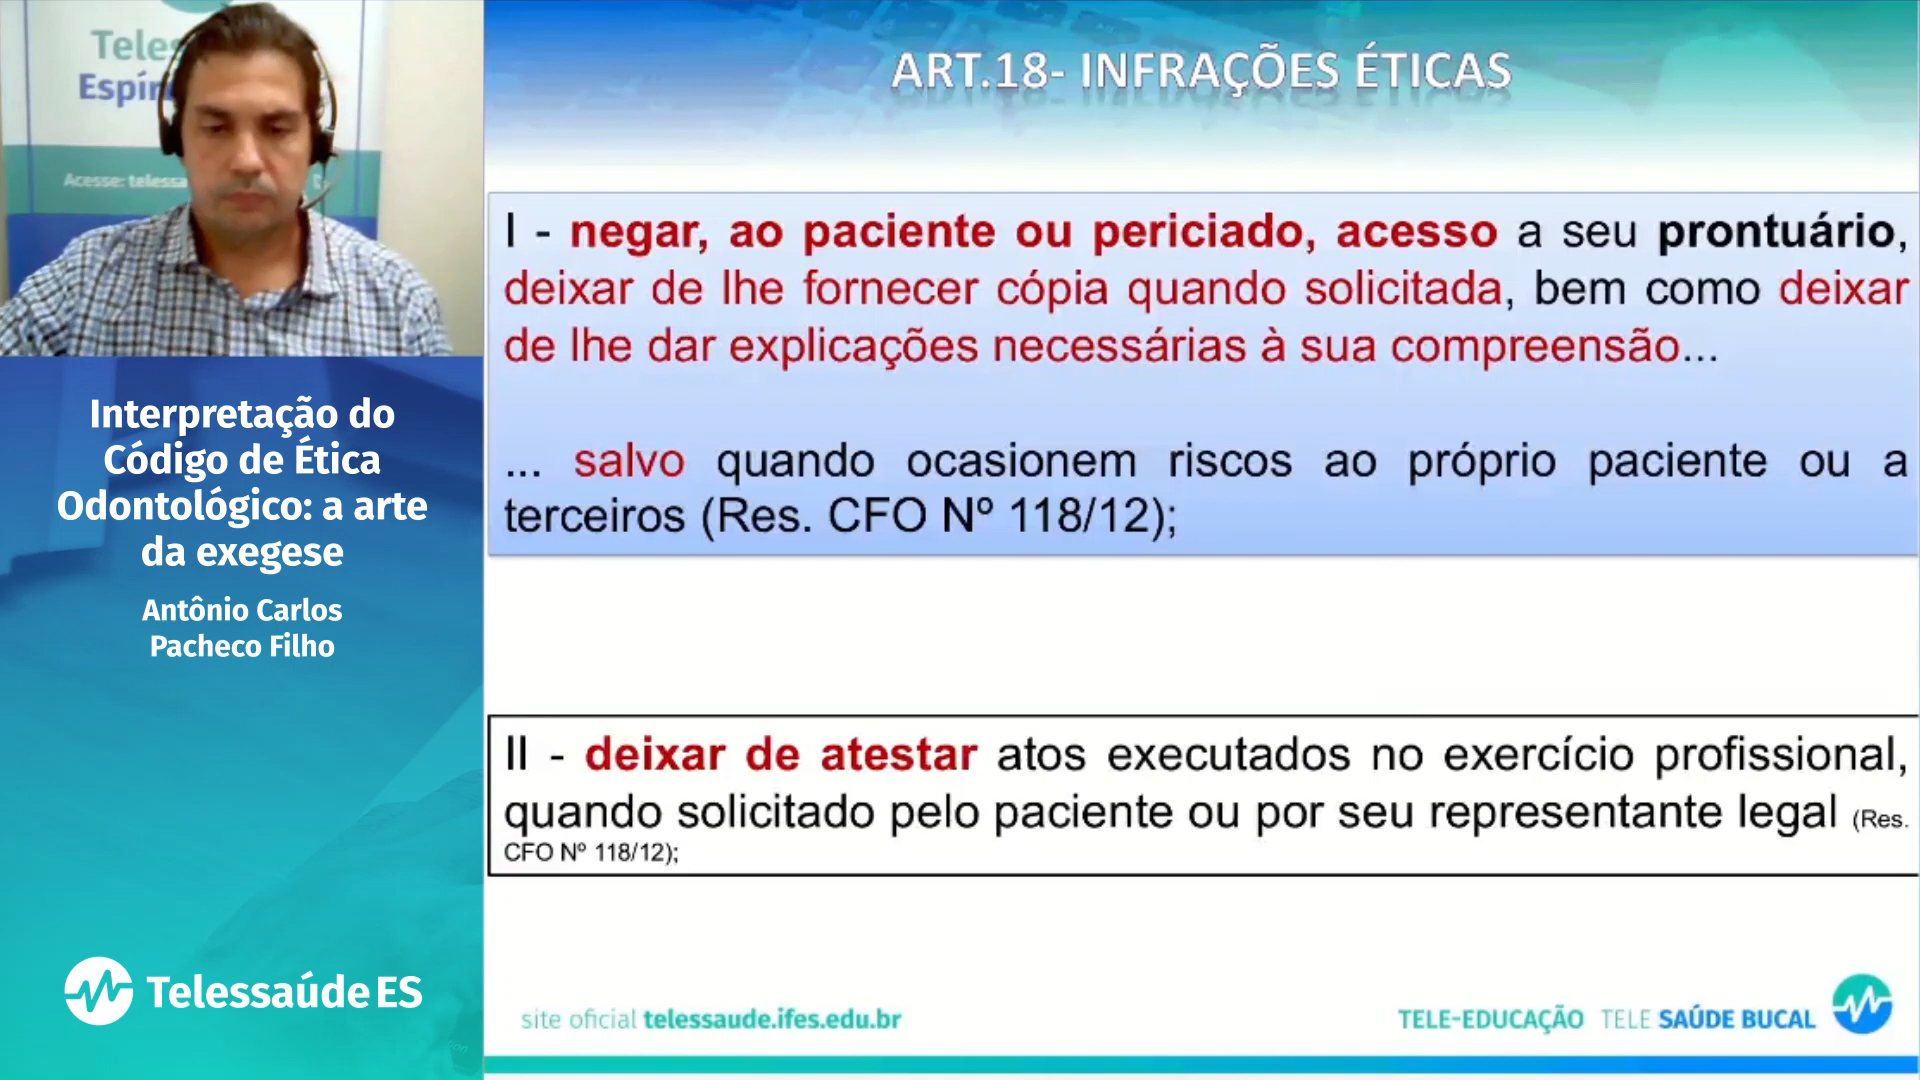 Acesse:
ART.18- INFRAÇÕES ÉTICAS
I - negar, ao paciente ou periciado, acesso a seu prontuário,
deixar de lhe fornecer cópia quando solicitada, bem como deixar
de lhe dar explicações necessárias à sua compreensão...
... salvo quando ocasionem riscos ao próprio paciente ou a
terceiros (Res. CFO Nº 118/12);
II - deixar de atestar atos executados no exercício profissional,
quando solicitado pelo paciente ou por seu representante legal (Res.
CFO Nº 118/12);
Interpretação do
Código de Ética
Odontológico: a arte
da exegese
Antônio Carlos
Pacheco Filho
TelessaúdeES
site oficial telessaude.ifes.edu.br
TELE-EDUCAÇÃO TELE SAÚDE BUCAL